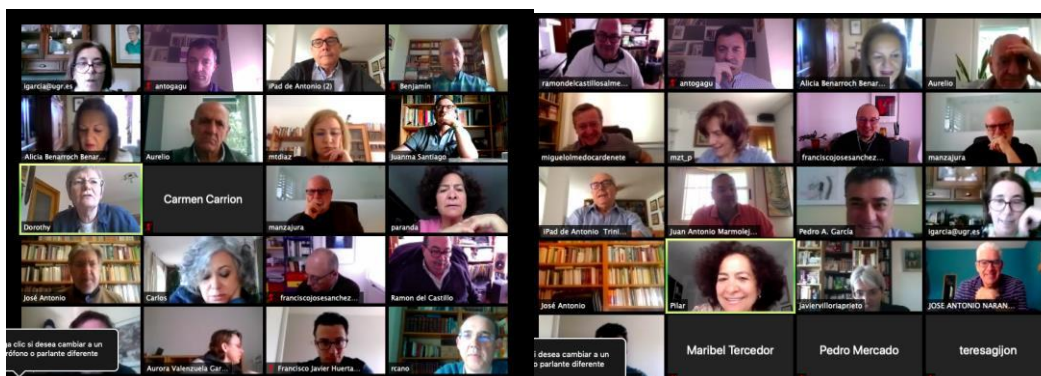 igarcia@ugr.es
antogagu
iPad de Antonio (2)
Benjamín
Alicia Benarroch Benar...
Aurelio
mtdiaz
Juanma Santiago
Dorothy
Carmen Carrion
manzajura
paranda
José Antonio
Carlos
franciscojosesanchez...
Ramon del Castillo
ga clic si desea cambiar a un
rófono o parlante diferente
Aurora Valenzuela Gar...
Francisco Javier Huerta...
rcano
ramondelcastillosalme...
antogagu
Alicia Benarroch Benar...
Aurelio
miguelolmedocardenete
mzt_p
franciscojosesanchez...
manzajura
iPad de Antonio Trini...
Juan Antonio Marmolej...
Pedro A. García
igarcia@ugr.es
José Antonio
Pilar
javiervilloriaprieto
JOSE ANTONIO NARAN...
si desea cambiar a un
o parlante diferente
Maribel Tercedor
Pedro Mercado
teresagijon